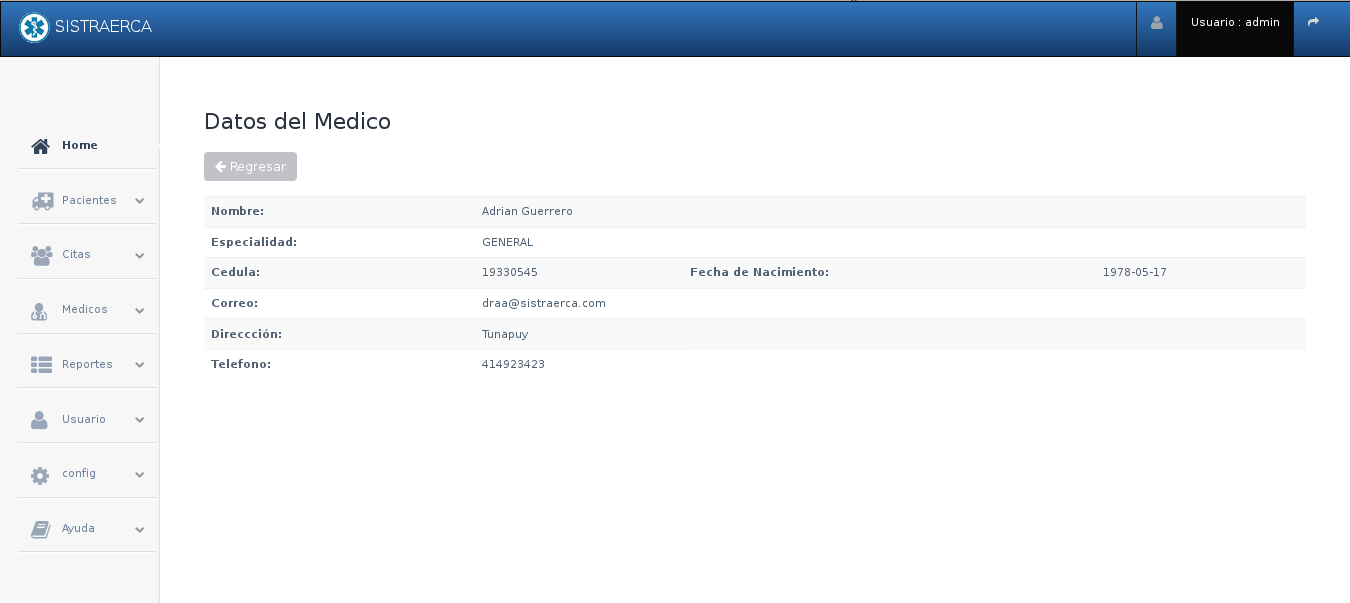 SISTRAERCA
Usuario : admin
Home
Pacientes
Citas
Medicos
Reportes
Usuario
config
Ayuda
Datos del Medico
Regresar
Nombre: Adrian Guerrero
Especialidad: GENERAL
Cedula: 19330545 Fecha de Nacimiento: 1978-05-17
Correo: draa@sistraerca.com
Direccción: Tunapuy
Telefono: 414923423